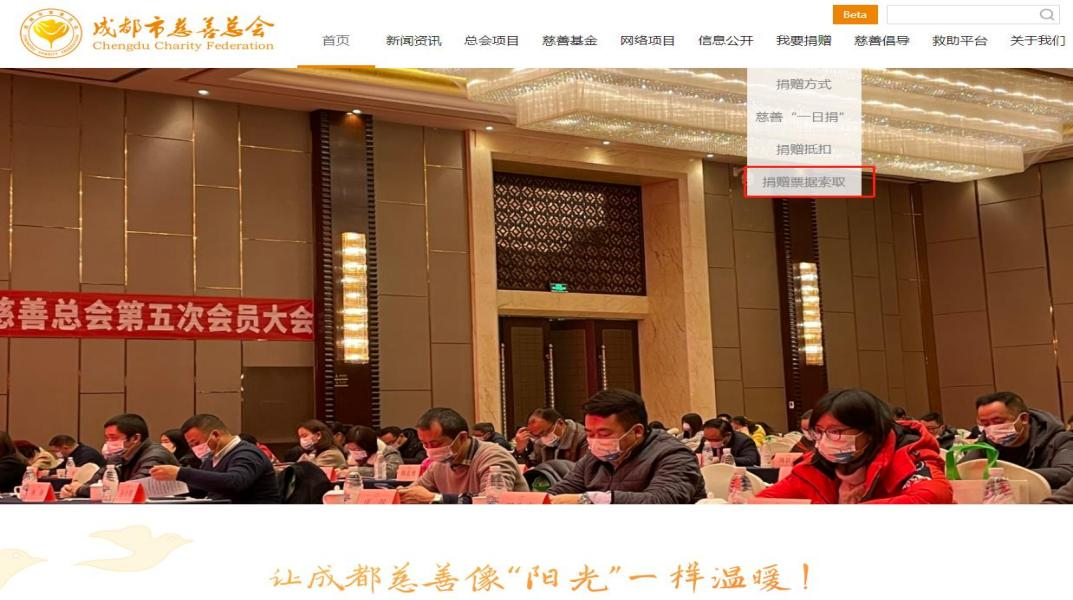 成都市慈善总会
Chengdu Charity Federation
Beta
首页 新闻资讯 总会项目 慈善基金 网络项目 信息公开 我要捐赠 慈善倡导 救助平台 关于我们
捐赠方式
慈善“一日捐”
捐赠抵扣
捐赠票据索取
慈善总会第五次会员大会
让成都慈善像“阳光”一样温暖！